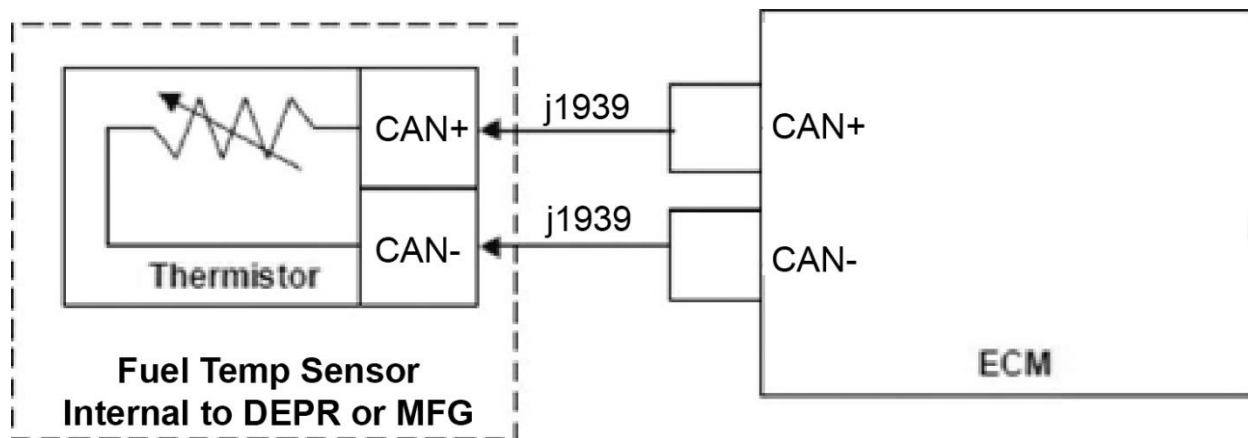 j1939
CAN+
CAN+
j1939
CAN-
CAN-
Thermistor
Fuel Temp Sensor
Internal to DEPR or MFG
ECM